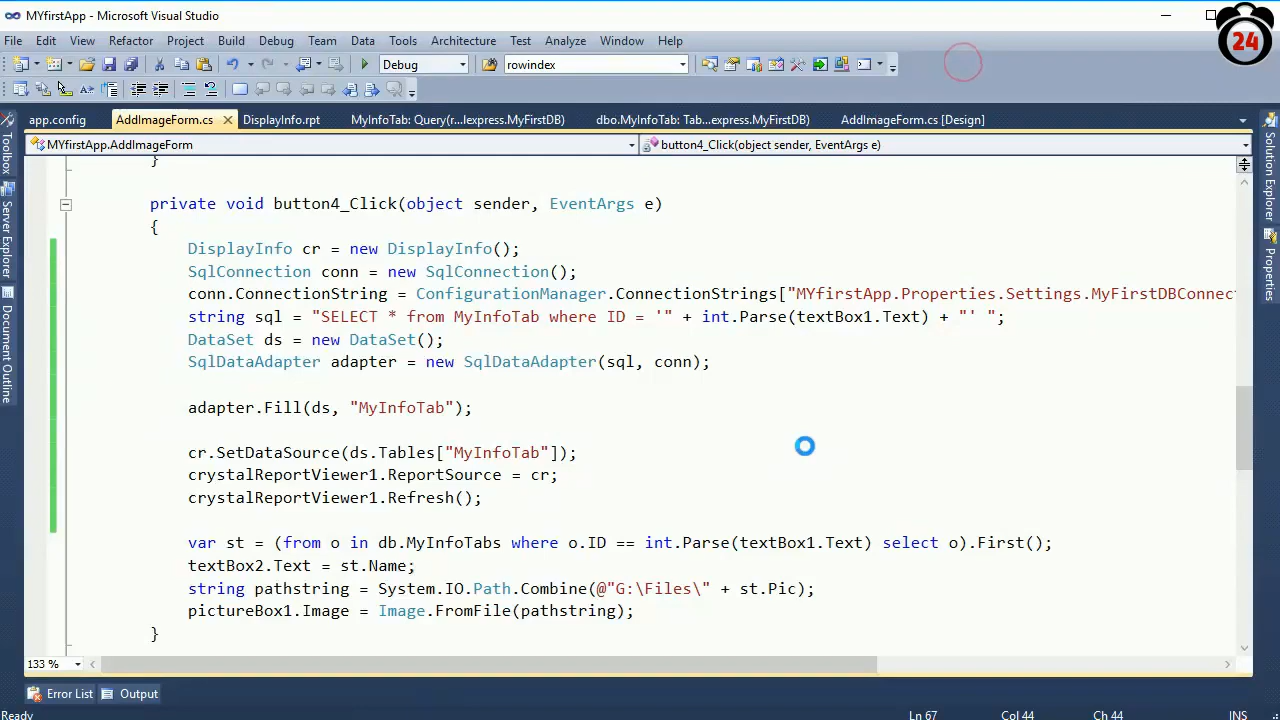 MYfirstApp - Microsoft Visual Studio
24
File Edit View Refactor Project Build Debug Team Data Tools Architecture Test Analyze Window Help
Debug rowindex
app.config AddImageForm.cs DisplayInfo.rpt MyInfoTab: Query(r...lexpress.MyFirstDB) dbo.MyInfoTab: Tab...express.MyFirstDB) AddImageForm.cs [Design]
MYfirstApp.AddImageForm button4_Click(object sender, EventArgs e)
Toolbox
Server Explorer
Document Outline
Solution Explorer
Properties
}
private void button4_Click(object sender, EventArgs e)
{
DisplayInfo cr = new DisplayInfo();
SqlConnection conn = new SqlConnection();
conn.ConnectionString = ConfigurationManager.ConnectionStrings["MYfirstApp.Properties.Settings.MyFirstDBConnect
string sql = "SELECT * from MyInfoTab where ID = '" + int.Parse(textBox1.Text) + "' ";
DataSet ds = new DataSet();
SqlDataAdapter adapter = new SqlDataAdapter(sql, conn);
adapter.Fill(ds, "MyInfoTab");
cr.SetDataSource(ds.Tables["MyInfoTab"]);
crystalReportViewer1.ReportSource = cr;
crystalReportViewer1.Refresh();
var st = (from o in db.MyInfoTabs where o.ID == int.Parse(textBox1.Text) select o).First();
textBox2.Text = st.Name;
string pathstring = System.IO.Path.Combine(@"G:\Files\" + st.Pic);
pictureBox1.Image = Image.FromFile(pathstring);
}
133 %
Error List Output
Ready Ln 67 Col 44 Ch 44 INS